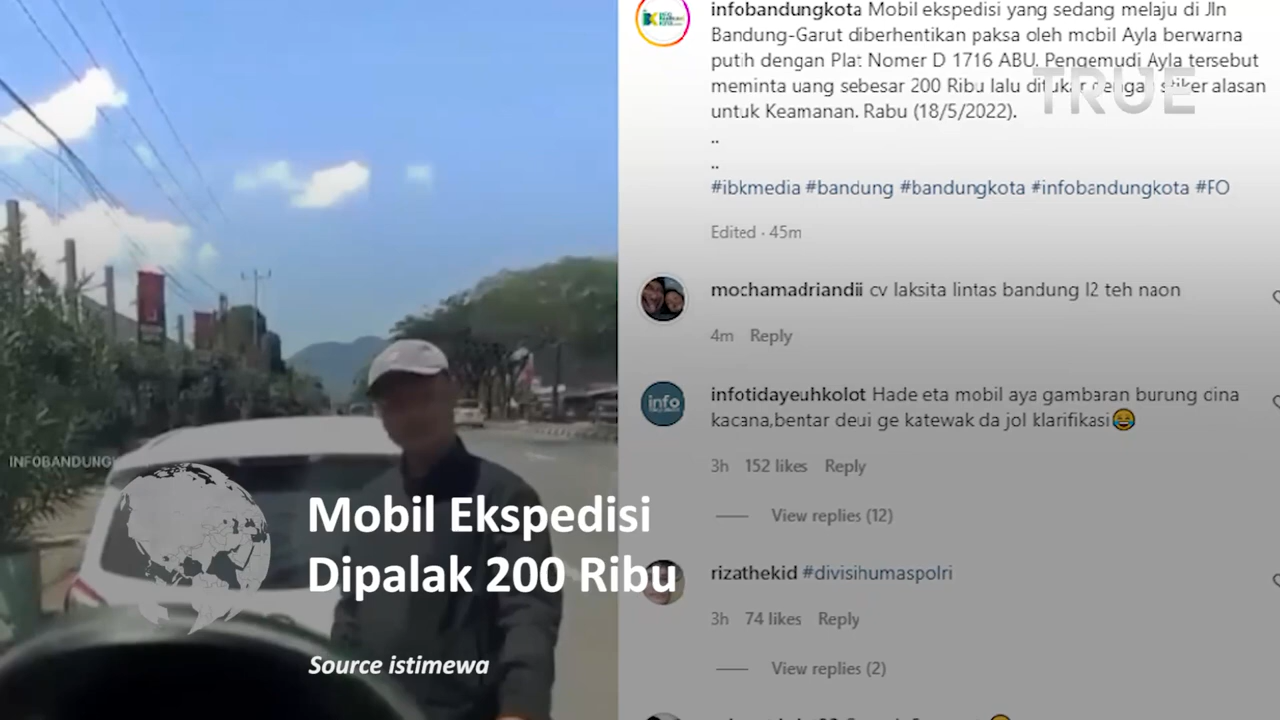 infobandungkota Mobil ekspedisi yang sedang melaju di Jln
Bandung-Garut diberhentikan paksa oleh mobil Ayla berwarna
putih dengan Plat Nomer D 1716 ABU. Pengemudi Ayla tersebut
meminta uang sebesar 200 Ribu lalu ditukar dengan stiker alasan
untuk Keamanan. Rabu (18/5/2022).
TRUE
..
..
#ibkmedia #bandung #bandungkota #infobandungkota #FO
Edited · 45m
mochamadriandii cv laksita lintas bandung l2 teh naon
4m Reply
infotidayeuhkolot Hade eta mobil aya gambaran burung cina
kacana,bentar deui ge katewak da jol klarifikasi😂
info
3h 152 likes Reply
View replies (12)
rizathekid #divisihumaspolri
3h 74 likes Reply
View replies (2)
INFOBANDUNG
Mobil Ekspedisi
Dipalak 200 Ribu
Source istimewa